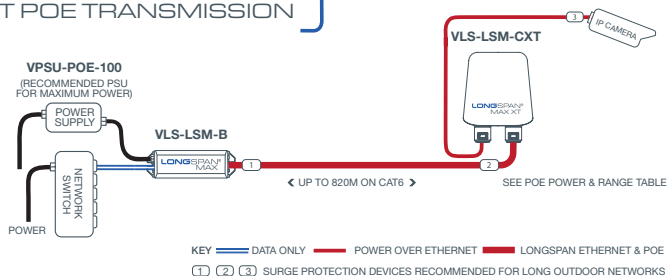 T POE TRANSMISSION
3
IP CAMERA
VLS-LSM-CXT
VPSU-POE-100
(RECOMMENDED PSU
FOR MAXIMUM POWER)
POWER
SUPPLY
LONGSPAN®
MAX XT
VLS-LSM-B
LONGSPAN®
MAX
1
2
NETWORK
SWITCH
< UP TO 820M ON CAT6 >
SEE POE POWER & RANGE TABLE
POWER
KEY DATA ONLY POWER OVER ETHERNET LONGSPAN ETHERNET & POE
1 2 3 SURGE PROTECTION DEVICES RECOMMENDED FOR LONG OUTDOOR NETWORKS